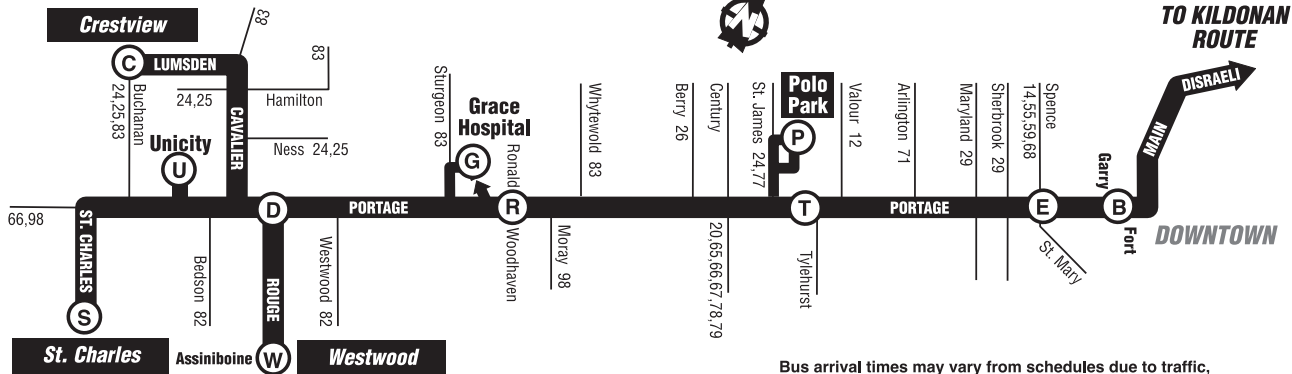 Crestview
83
TO KILDONAN
ROUTE
N
C
LUMSDEN
83
DISRAELI
Buchanan
24,25,83
24,25
Hamilton
CAVALIER
Ness 24,25
Unicity
U
Sturgeon 83
Grace
Hospital
G
Ronald
Whytewold 83
Berry 26
Century
St. James 24,77
Polo
Park
P
Valour 12
Arlington 71
Maryland 29
Sherbrook 29
Spence
14,55,59,68
MAIN
Garry
66,98
ST. CHARLES
D
PORTAGE
R
T
PORTAGE
E
B
Fort
DOWNTOWN
Bedson 82
ROUGE
Westwood 82
Woodhaven
Moray 98
20,65,66,67,78,79
Tylehurst
St. Mary
S
St. Charles
Assiniboine
W
Westwood
Bus arrival times may vary from schedules due to traffic,